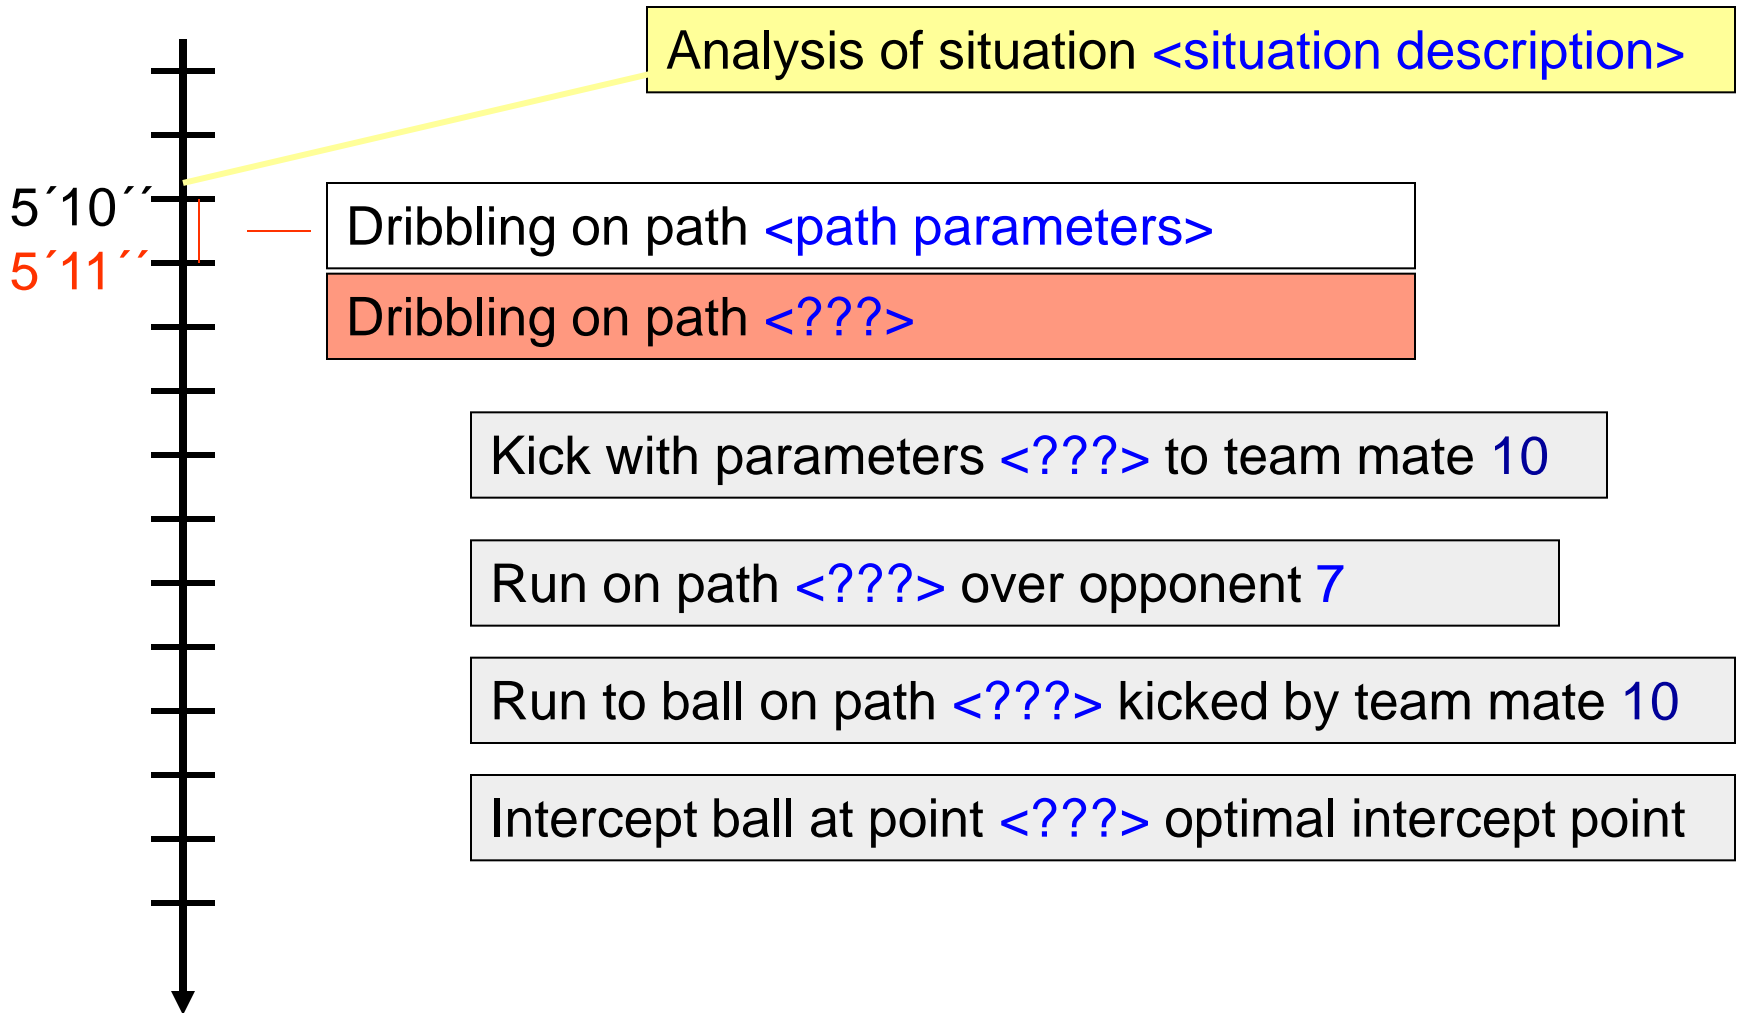 Analysis of situation <situation description>
5´10´´
Dribbling on path <path parameters>
5´11´´
Dribbling on path <???>
Kick with parameters <???> to team mate 10
Run on path <???> over opponent 7
Run to ball on path <???> kicked by team mate 10
Intercept ball at point <???> optimal intercept point